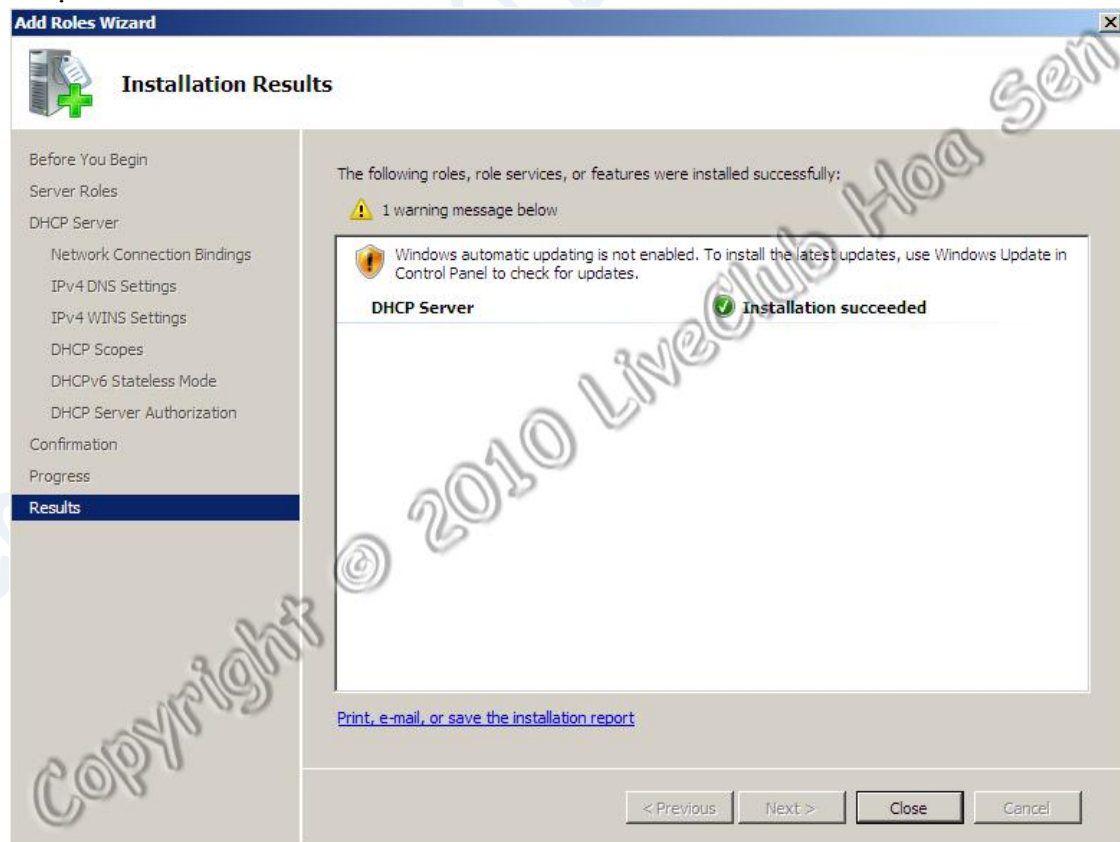 Add Roles Wizard
Installation Results
Before You Begin
Server Roles
DHCP Server
Network Connection Bindings
IPv4 DNS Settings
IPv4 WINS Settings
DHCP Scopes
DHCPv6 Stateless Mode
DHCP Server Authorization
Confirmation
Progress
Results
The following roles, role services, or features were installed successfully:
1 warning message below
Windows automatic updating is not enabled. To install the latest updates, use Windows Update in
Control Panel to check for updates.
DHCP Server Installation succeeded
Print, e-mail, or save the installation report
< Previous Next > Close Cancel
Copyright © 2010 LiveClub Hoa Sen